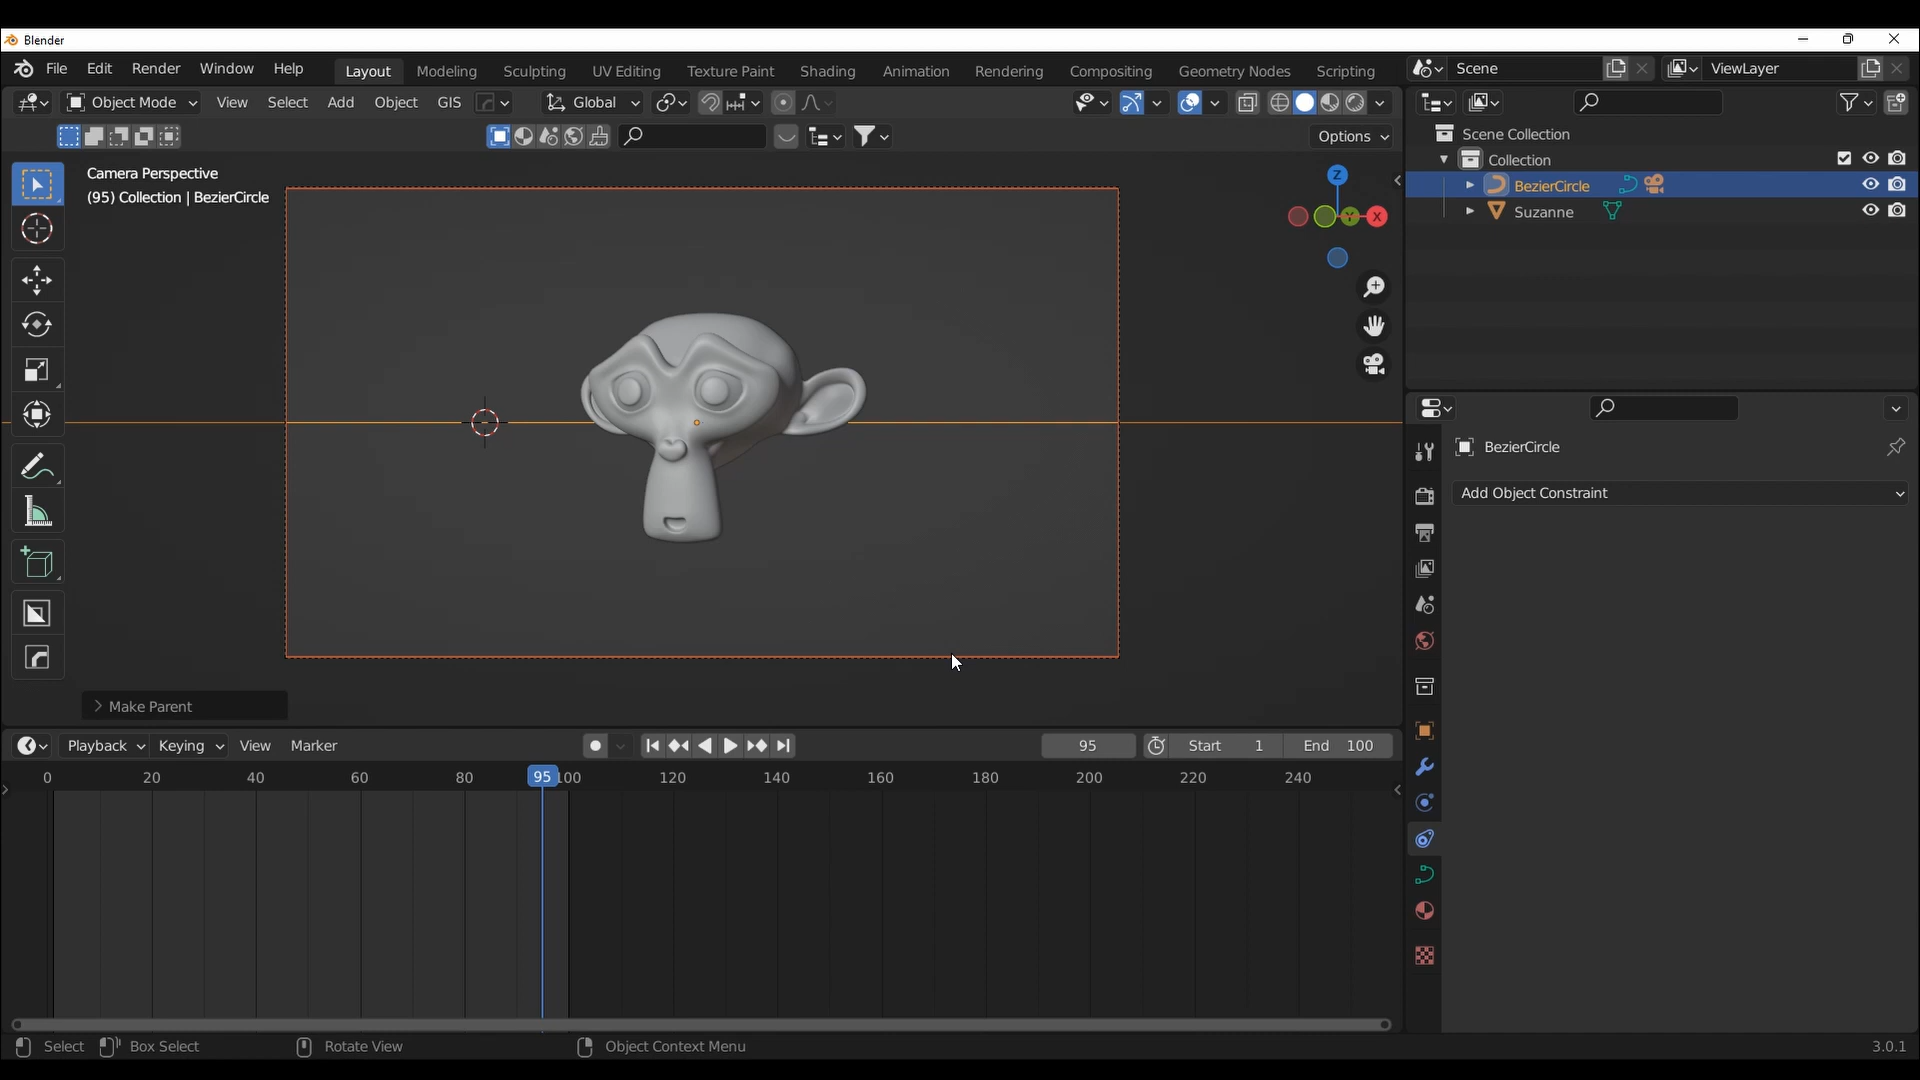 Blender
File Edit Render Window Help Layout Modeling Sculpting UV Editing Texture Paint Shading Animation Rendering Compositing Geometry Nodes Scripting Scene ViewLayer
Object Mode View Select Add Object GIS Global
Options
Scene Collection
Collection
BezierCircle
Suzanne
Camera Perspective
(95) Collection | BezierCircle
Z
Y X
BezierCircle
Add Object Constraint
Make Parent
Playback Keying View Marker 95 Start 1 End 100
0 20 40 60 80 95 100 120 140 160 180 200 220 240
Select Box Select Rotate View Object Context Menu 3.0.1